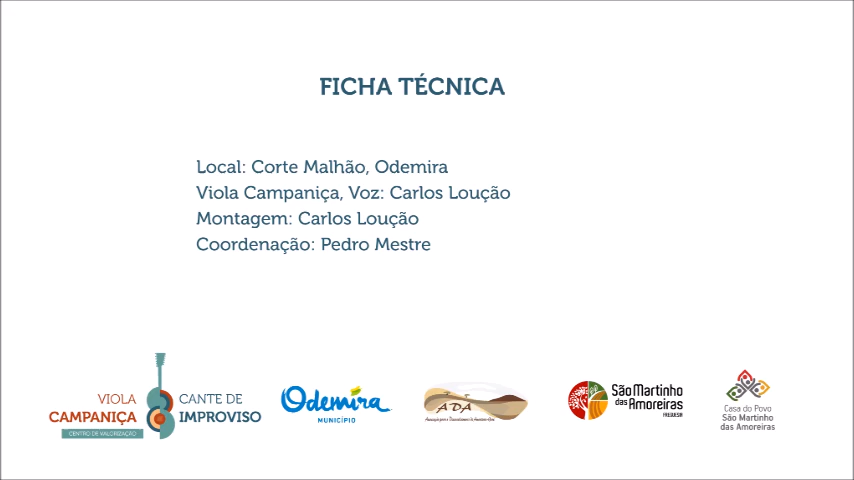 FICHA TÉCNICA
Local: Corte Malhão, Odemira
Viola Campaniça, Voz: Carlos Loução
Montagem: Carlos Loução
Coordenação: Pedro Mestre
VIOLA
CAMPANIÇA
CENTRO DE VALORIZAÇÃO
CANTE DE
IMPROVISO
Odemira
MUNICÍPIO
ADA
São Martinho
das Amoreiras
FREGUESIA
Casa do Povo
São Martinho
das Amoreiras